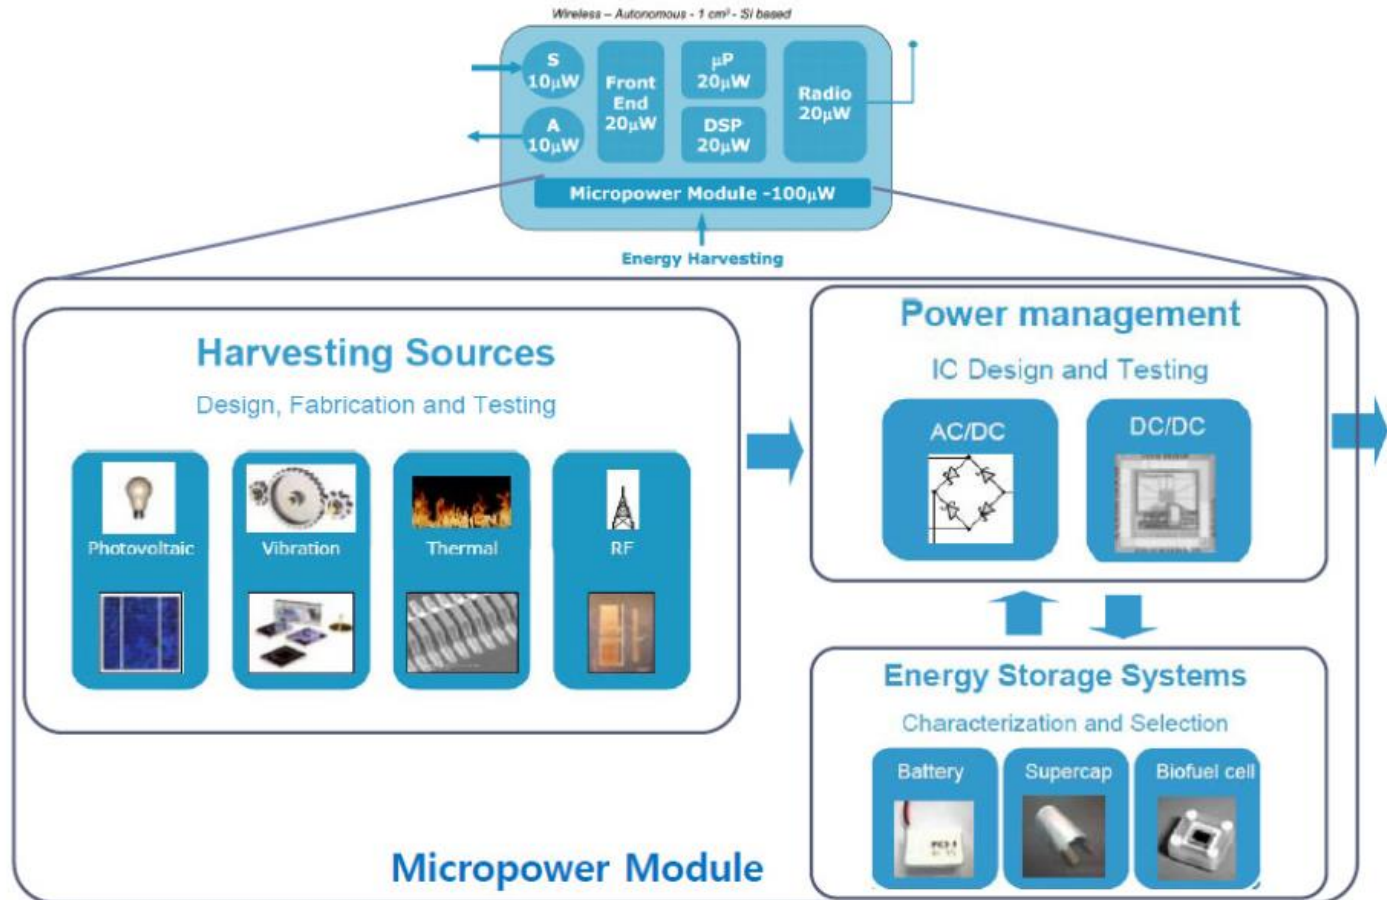 Wireless – Autonomous - 1 cm³ - Si based
S
10µW
A
10µW
Front
End
20µW
µP
20µW
DSP
20µW
Radio
20µW
Micropower Module -100µW
Energy Harvesting
Harvesting Sources
Design, Fabrication and Testing
Photovoltaic
Vibration
Thermal
RF
Power management
IC Design and Testing
AC/DC
DC/DC
Energy Storage Systems
Characterization and Selection
Battery
Supercap
Biofuel cell
Micropower Module